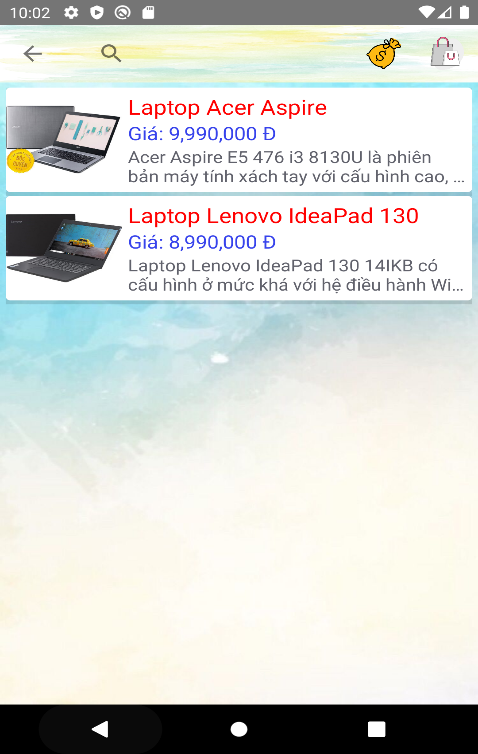 10:02
Laptop Acer Aspire
Giá: 9,990,000 Đ
Acer Aspire E5 476 i3 8130U là phiên
bản máy tính xách tay với cấu hình cao, ...
Laptop Lenovo IdeaPad 130
Giá: 8,990,000 Đ
Laptop Lenovo IdeaPad 130 14IKB có
cấu hình ở mức khá với hệ điều hành Wi...